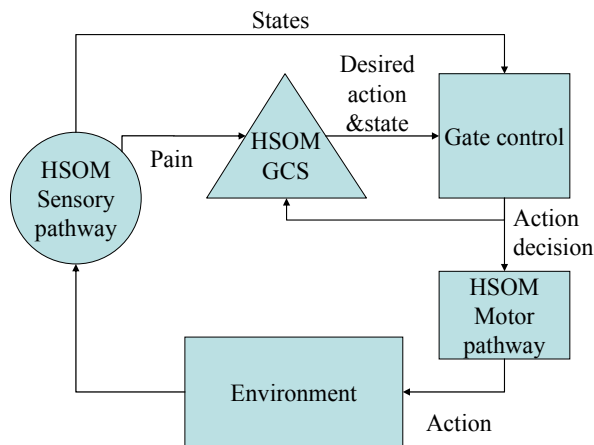 States
Desired
action
&state
Gate control
HSOM
GCS
Pain
HSOM
Sensory
pathway
Action
decision
HSOM
Motor
pathway
Environment
Action